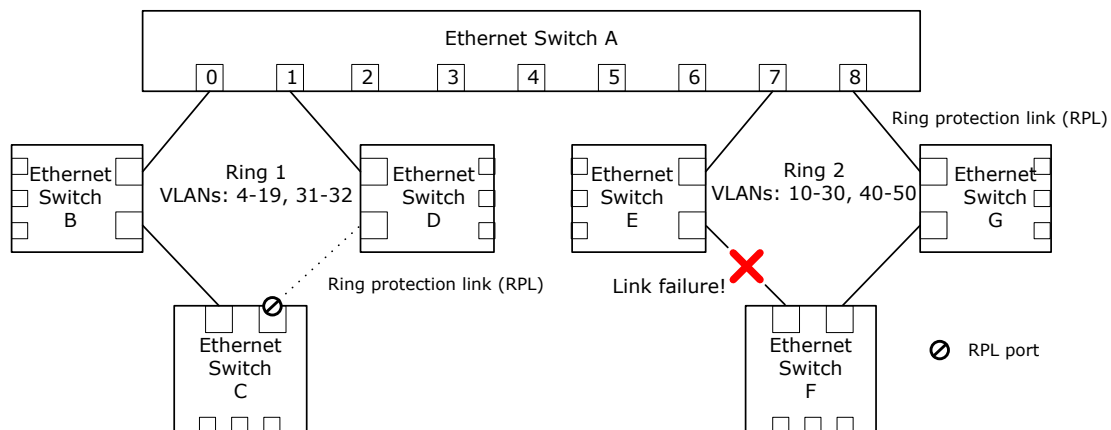 Ethernet Switch A
0 1 2 3 4 5 6 7 8
Ring protection link (RPL)
Ethernet
Switch
B
Ring 1
VLANs: 4-19, 31-32
Ethernet
Switch
D
Ethernet
Switch
E
Ring 2
VLANs: 10-30, 40-50
Ethernet
Switch
G
Ring protection link (RPL)
Link failure!
Ethernet
Switch
C
Ethernet
Switch
F
RPL port